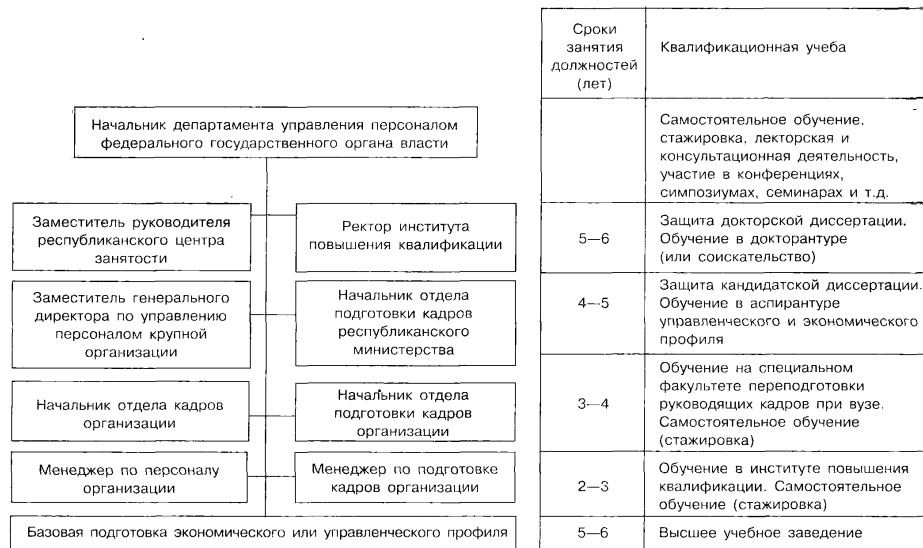 Начальник департамента управления персоналом
федерального государственного органа власти
Заместитель руководителя
республиканского центра
занятости
Ректор института
повышения квалификации
Заместитель генерального
директора по управлению
персоналом крупной
организации
Начальник отдела
подготовки кадров
республиканского
министерства
Начальник отдела кадров
организации
Начальник отдела
подготовки кадров
организации
Менеджер по персоналу
организации
Менеджер по подготовке
кадров организации
Базовая подготовка экономического или управленческого профиля
Сроки
занятия
должностей
(лет)
Квалификационная учеба
Самостоятельное обучение,
стажировка, лекторская и
консультационная деятельность,
участие в конференциях,
симпозиумах, семинарах и т.д.
5—6
Защита докторской диссертации.
Обучение в докторантуре
(или соискательство)
4—5
Защита кандидатской диссертации.
Обучение в аспирантуре
управленческого и экономического
профиля
3—4
Обучение на специальном
факультете переподготовки
руководящих кадров при вузе.
Самостоятельное обучение
(стажировка)
2—3
Обучение в институте повышения
квалификации. Самостоятельное
обучение (стажировка)
5—6
Высшее учебное заведение